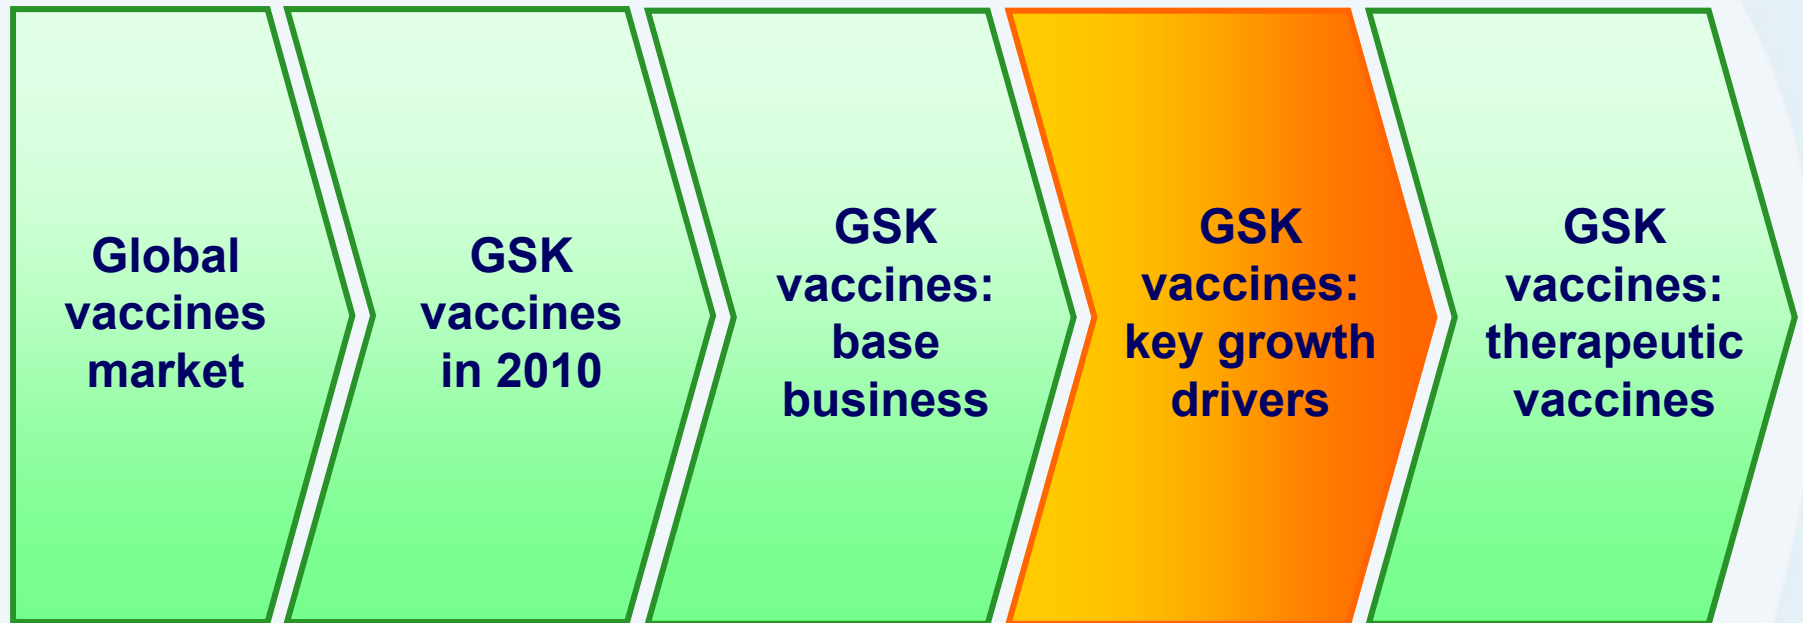 Global
vaccines
market
GSK
vaccines
in 2010
GSK
vaccines:
base
business
GSK
vaccines:
key growth
drivers
GSK
vaccines:
therapeutic
vaccines